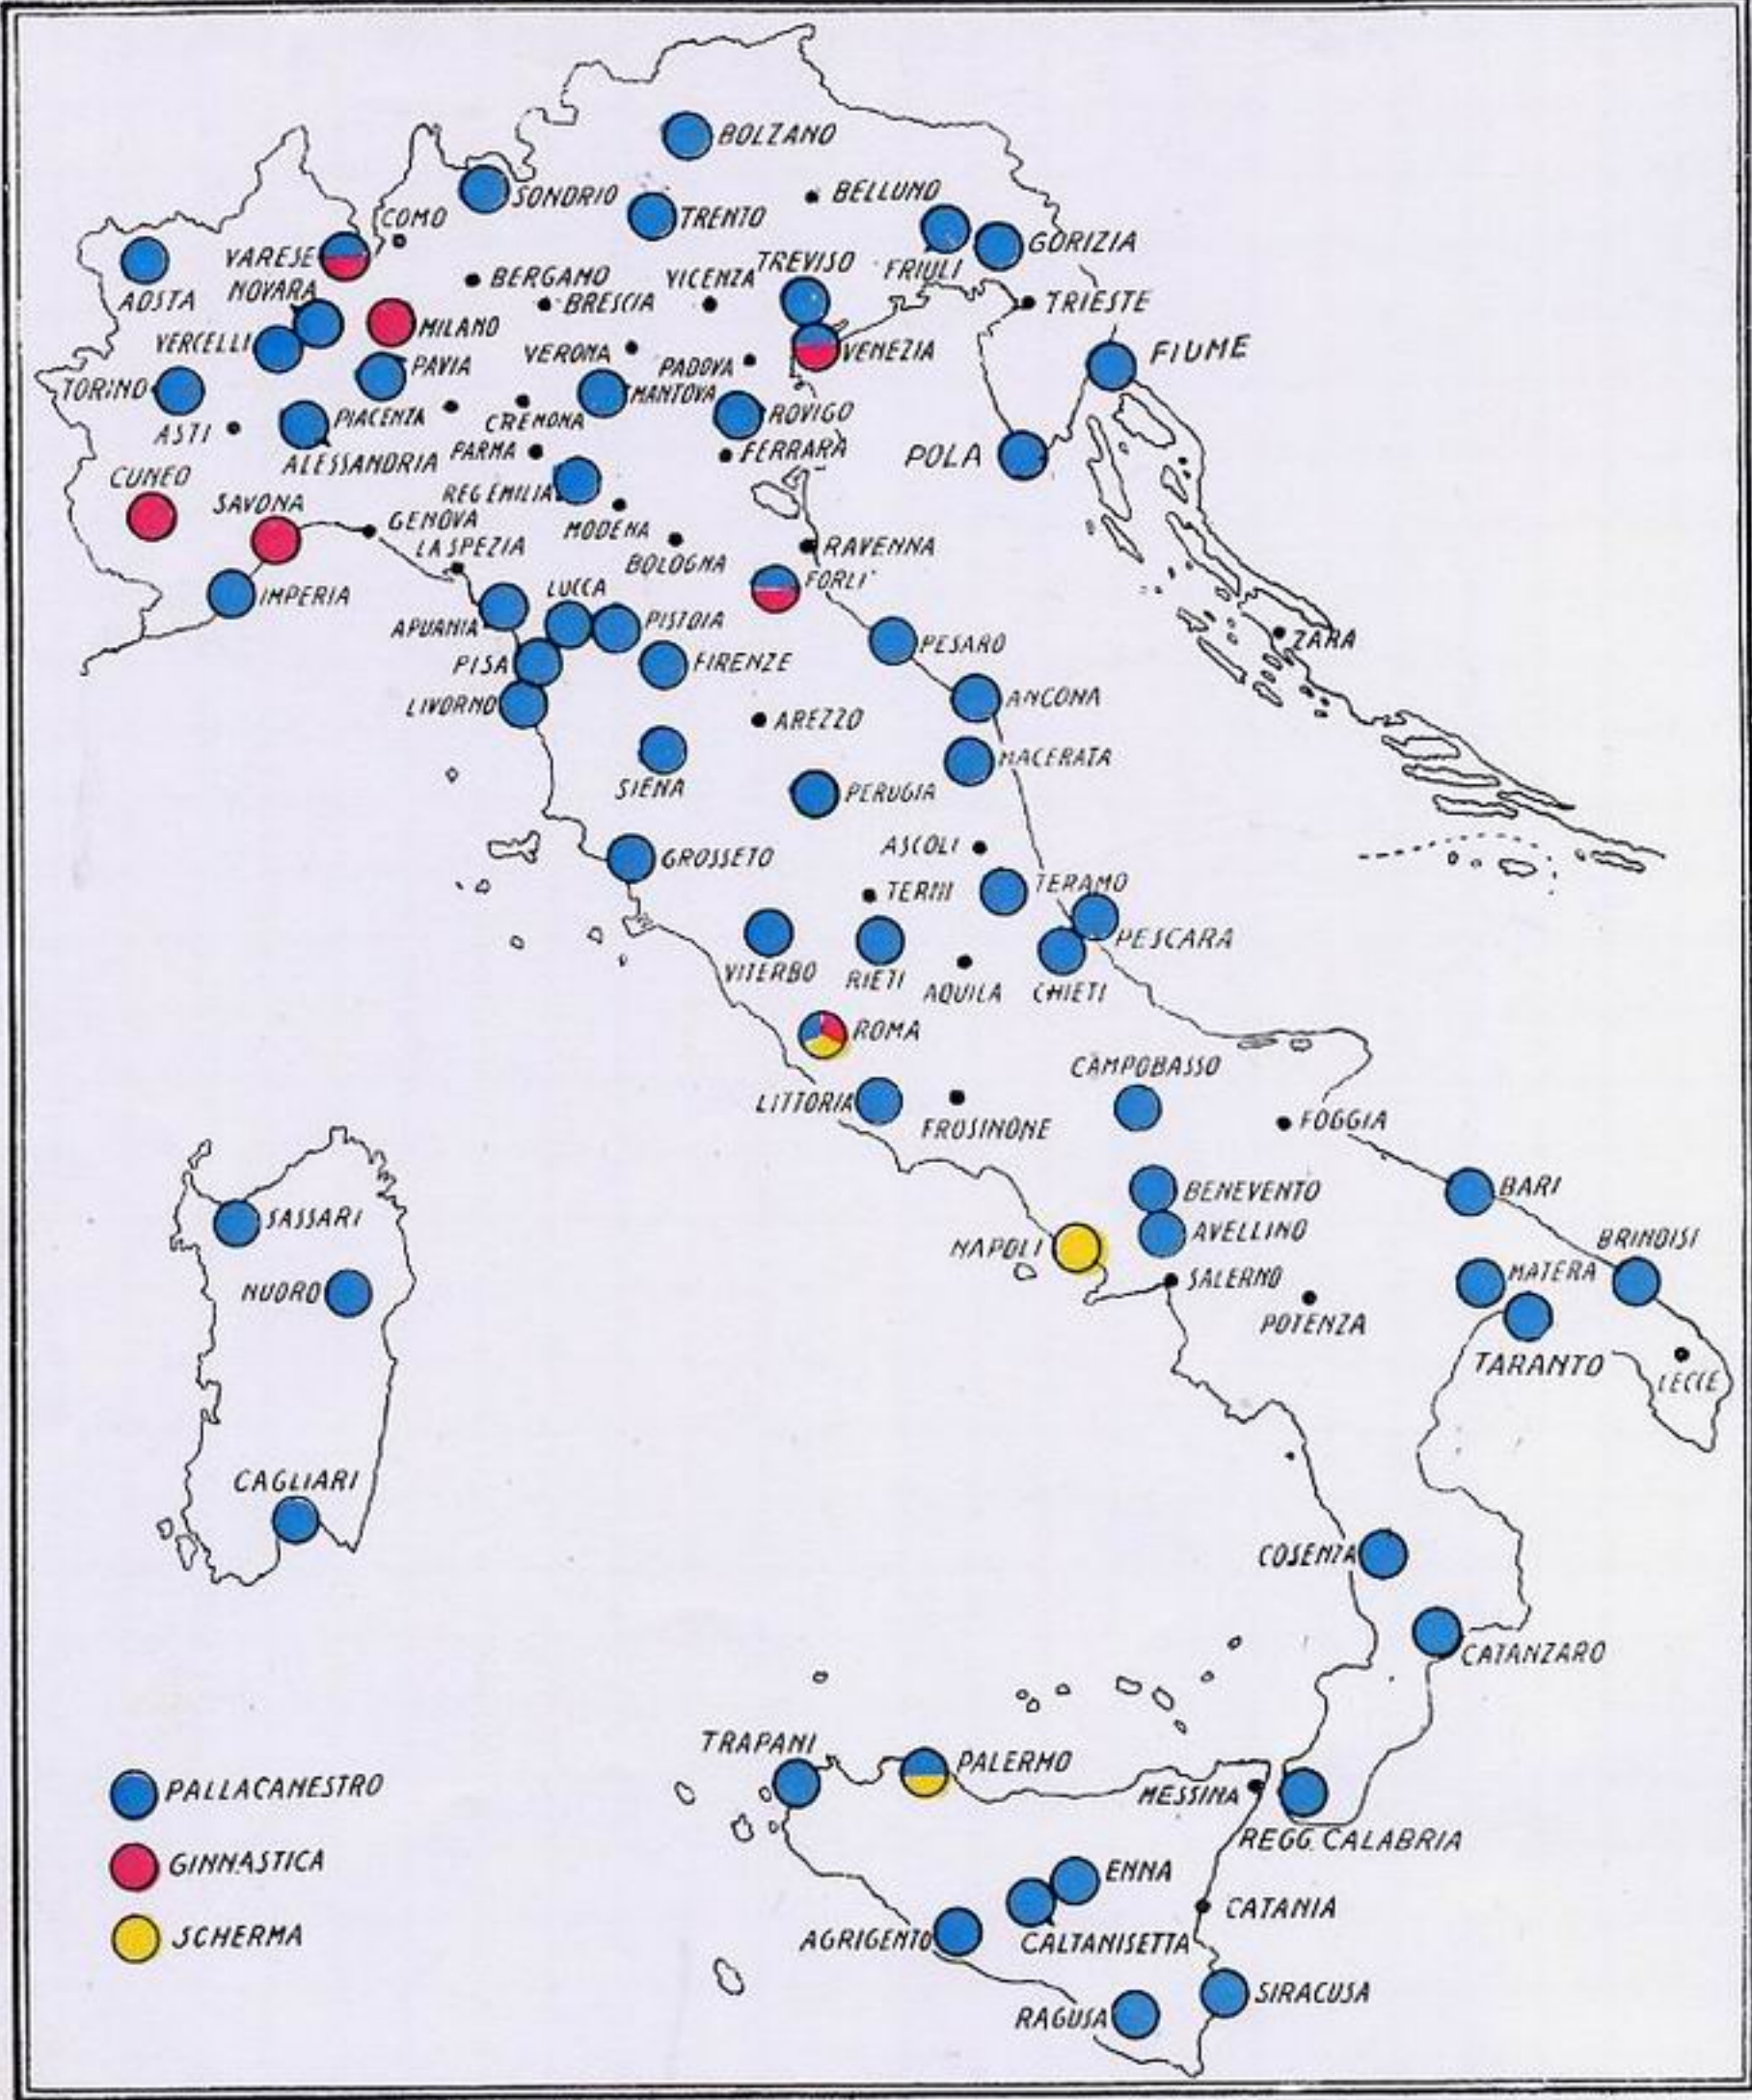 BOLZANO
SONDRIO
BELLUNO
TRENTO
COMO
GORIZIA
VARESE
TREVISO
FRIULI
AOSTA
NOVARA
BERGAMO
VICENZA
BRESCIA
TRIESTE
MILANO
VERCELLI
VERONA
VENEZIA
FIUME
PAVIA
PADOVA
TORINO
MANTOVA
PIACENZA
CREMONA
ROVIGO
ASTI
ALESSANDRIA
PARMA
FERRARA
POLA
CUNEO
REG EMILIA
SAVONA
GENOVA
MODENA
LA SPEZIA
RAVENNA
BOLOGNA
FORLI'
IMPERIA
LUCCA
APUANIA
PISTOIA
ZARA
PESARO
PISA
FIRENZE
LIVORNO
ANCONA
AREZZO
MACERATA
SIENA
PERUGIA
ASCOLI
GROSSETO
TERNI
TERAMO
PESCARA
VITERBO
RIETI
AQUILA
CHIETI
ROMA
CAMPOBASSO
LITTORIA
FROSINONE
FOGGIA
BENEVENTO
BARI
SASSARI
AVELLINO
BRINDISI
NAPOLI
SALERNO
MATERA
NUORO
POTENZA
TARANTO
LECCE
CAGLIARI
COSENZA
CATANZARO
TRAPANI
PALERMO
MESSINA
REGG. CALABRIA
ENNA
CATANIA
AGRIGENTO
CALTANISETTA
SIRACUSA
RAGUSA
PALLACANESTRO
GINNASTICA
SCHERMA